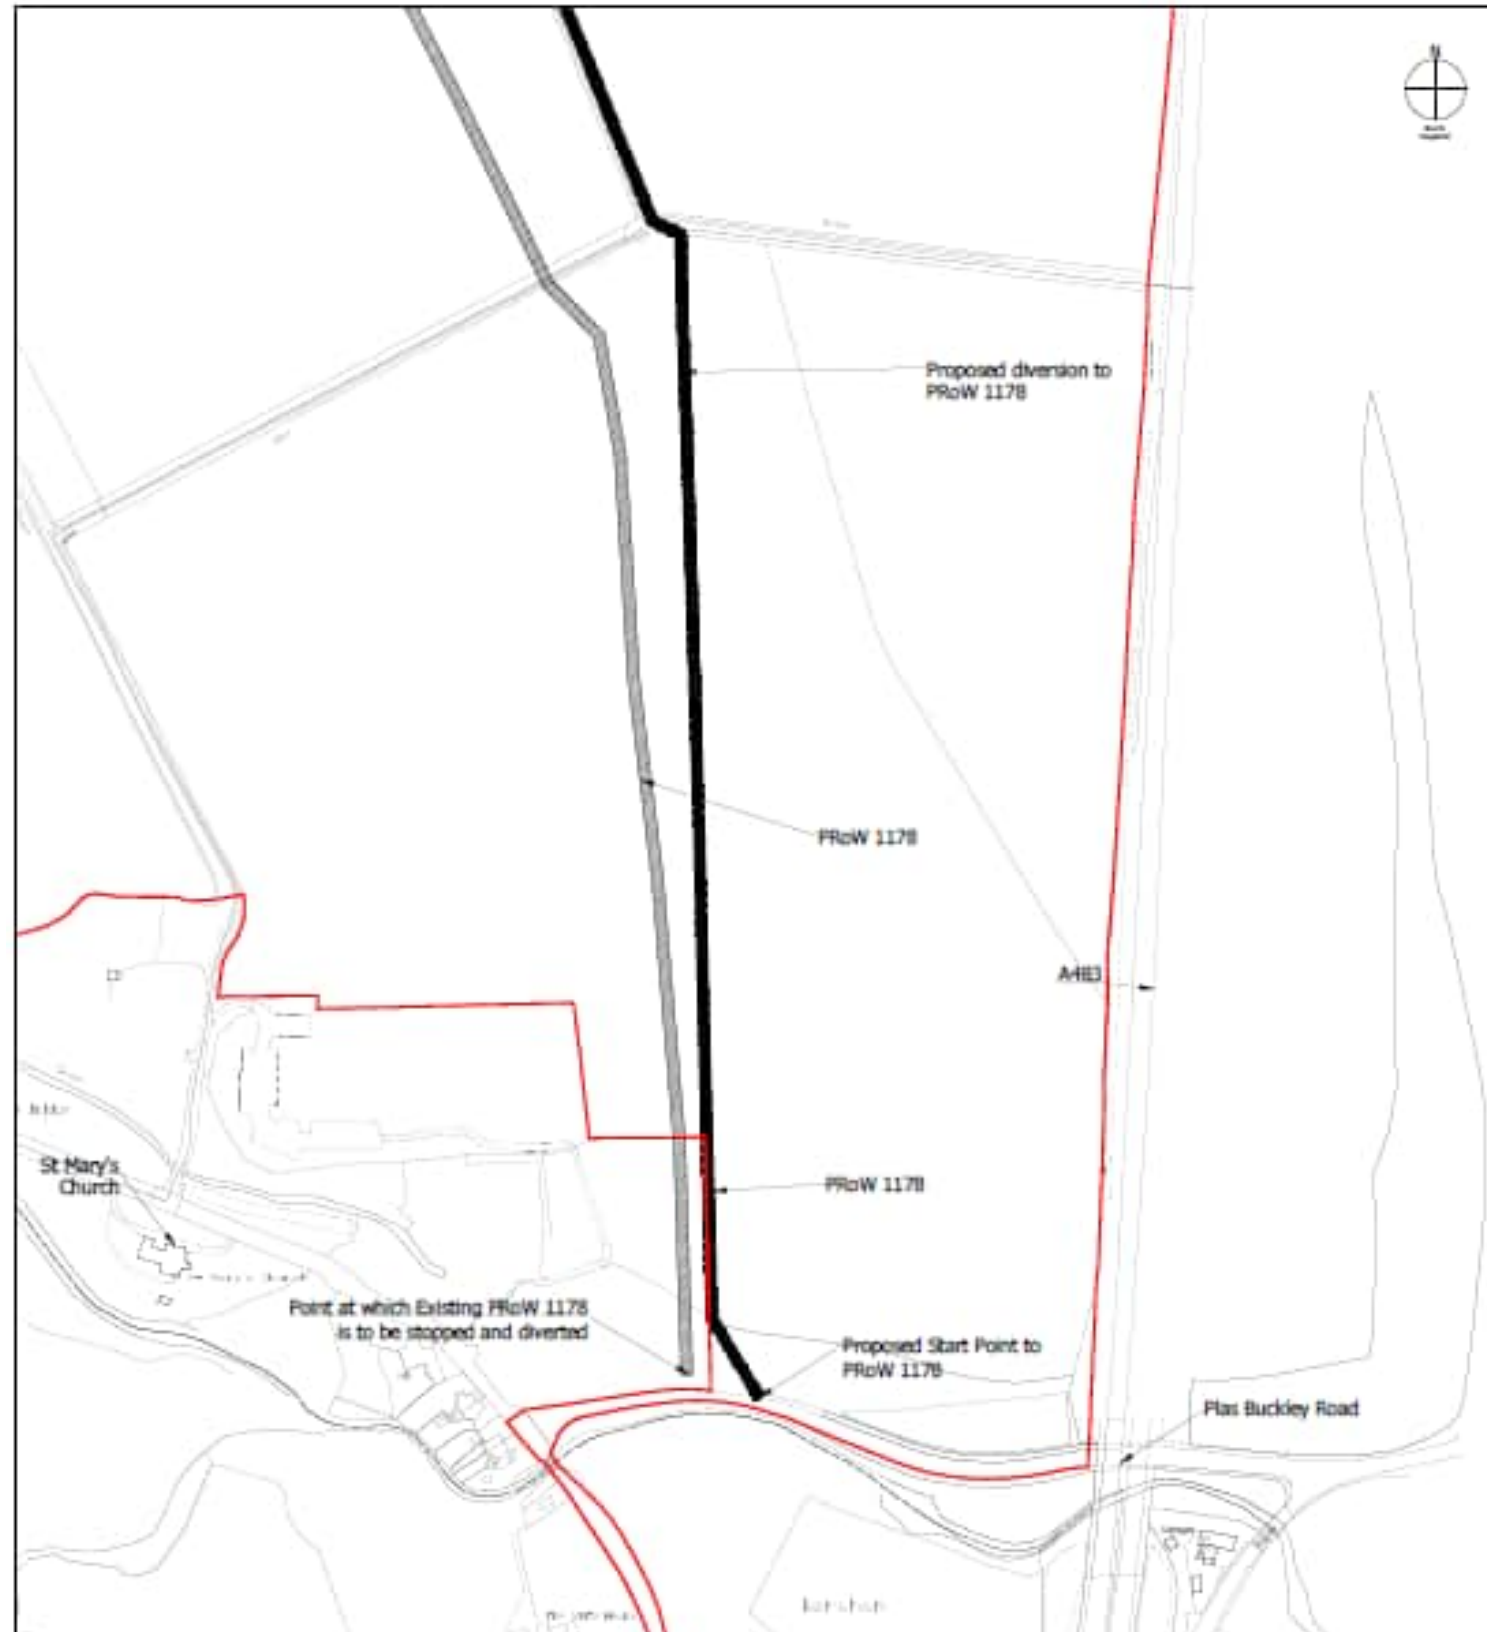 N
Proposed diversion to
PRoW 1178
PRoW 1178
A483
PRoW 1178
St Mary's
Church
Point at which Existing PRoW 1178
is to be stopped and diverted
Proposed Start Point to
PRoW 1178
Plas Buckley Road